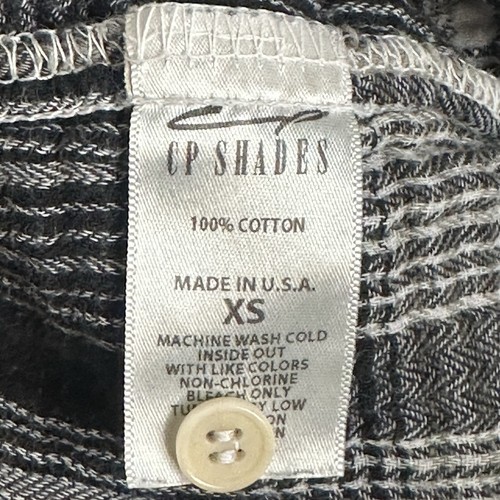 CP SHADES
100% COTTON
MADE IN U.S.A.
XS
MACHINE WASH COLD
INSIDE OUT
WITH LIKE COLORS
NON-CHLORINE
BLEACH ONLY
LOW